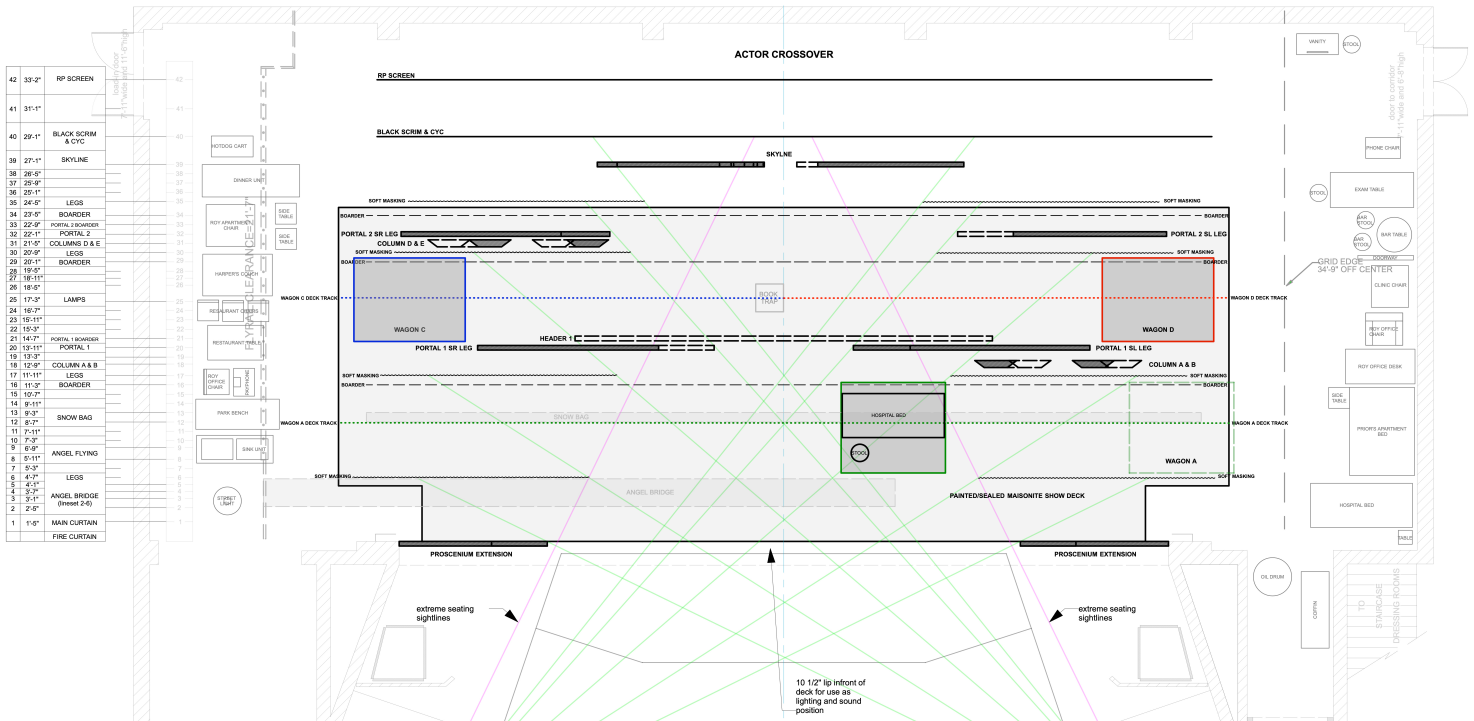 ACTOR CROSSOVER
RP SCREEN
BLACK SCRIM & CYC
SKYLNE
SOFT MASKING
SOFT MASKING
BOARDER
BOARDER
PORTAL 2 SR LEG
PORTAL 2 SL LEG
COLUMN D & E
SOFT MASKING
SOFT MASKING
BOARDER
BOARDER
WAGON C DECK TRACK
WAGON D DECK TRACK
BOOK
TRAP
WAGON C
WAGON D
HEADER 1
PORTAL 1 SR LEG
PORTAL 1 SL LEG
COLUMN A & B
SOFT MASKING
SOFT MASKING
BOARDER
BOARDER
SNOW BAG
HOSPITAL BED
WAGON A DECK TRACK
WAGON A DECK TRACK
STOOL
WAGON A
SOFT MASKING
SOFT MASKING
ANGEL BRIDGE
PAINTED/SEALED MAISONITE SHOW DECK
PROSCENIUM EXTENSION
PROSCENIUM EXTENSION
extreme seating
sightlines
extreme seating
sightlines
10 1/2" lip infront of
deck for use as
lighting and sound
position
42 33'-2" RP SCREEN
41 31'-1"
40 29'-1" BLACK SCRIM
& CYC
39 27'-1" SKYLINE
38 26'-5"
37 25'-9"
36 25'-1"
35 24'-5" LEGS
34 23'-5" BOARDER
33 22'-9" PORTAL 2 BOARDER
32 22'-1" PORTAL 2
31 21'-5" COLUMNS D & E
30 20'-9" LEGS
29 20'-1" BOARDER
28 19'-5"
27 18'-11"
26 18'-5"
25 17'-3" LAMPS
24 16'-7"
23 15'-11"
22 15'-3"
21 14'-7" PORTAL 1 BOARDER
20 13'-11" PORTAL 1
19 13'-3"
18 12'-9" COLUMN A & B
17 11'-11" LEGS
16 11'-3" BOARDER
15 10'-7"
14 9'-11"
13 9'-3" SNOW BAG
12 8'-7"
11 7'-11"
10 7'-3"
9 6'-9" ANGEL FLYING
8 5'-11"
7 5'-3"
6 4'-7" LEGS
5 4'-1"
4 3'-7" ANGEL BRIDGE
3 3'-1" (lineset 2-6)
2 2'-5"
1 1'-5" MAIN CURTAIN
FIRE CURTAIN
HOTDOG CART
DINNER UNIT
ROY APARTMENT
CHAIR
SIDE
TABLE
SIDE
TABLE
HARPER'S COUCH
RESTAURANT CHAIRS
RESTAURANT TABLE
ROY
OFFICE
CHAIR
PAYPHONE
PARK BENCH
SINK UNIT
STREET
LIGHT
VANITY
STOOL
door to corridor
PHONE CHAIR
STOOL
EXAM TABLE
BAR
STOOL
BAR
STOOL
BAR TABLE
DOORWAY
GRID EDGE
34'-9" OFF CENTER
CLINIC CHAIR
ROY OFFICE
CHAIR
ROY OFFICE DESK
SIDE
TABLE
PRIOR'S APARTMENT
BED
HOSPITAL BED
TABLE
OIL DRUM
COFFIN
TO
STAIRCASE
DRESSING ROOMS